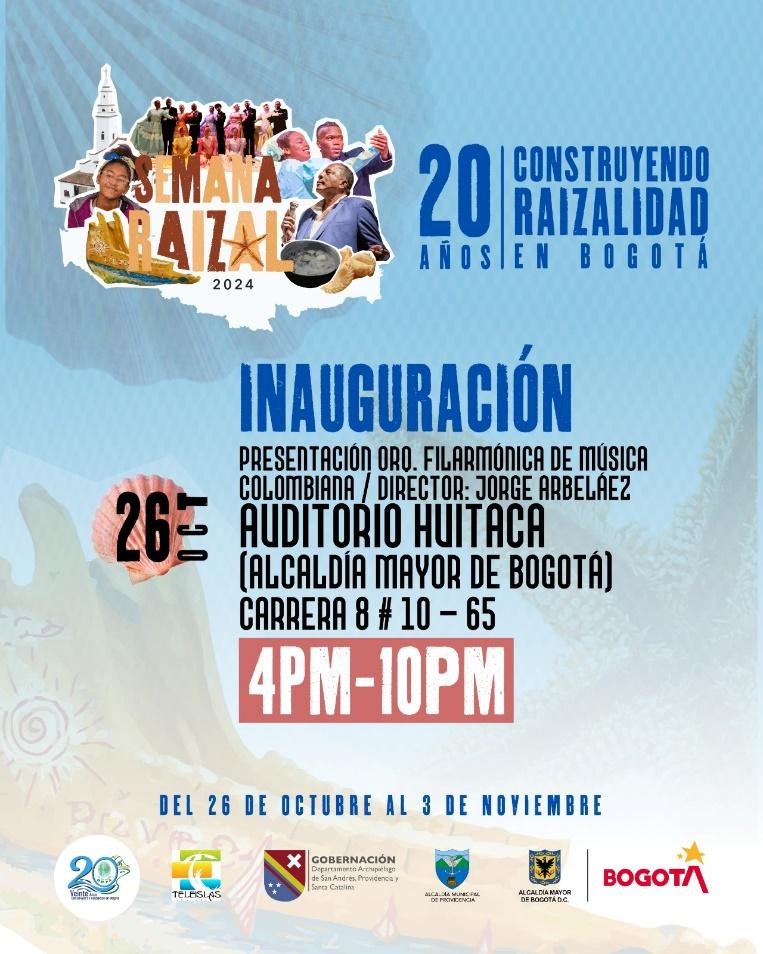 SEMANA
RAIZAL
2024
20
AÑOS
CONSTRUYENDO
RAIZALIDAD
EN BOGOTÁ
INAUGURACIÓN
PRESENTACIÓN ORQ. FILARMÓNICA DE MÚSICA
COLOMBIANA / DIRECTOR: JORGE ARBELÁEZ
26 OCT
AUDITORIO HUITACA
(ALCALDÍA MAYOR DE BOGOTÁ)
CARRERA 8 # 10 – 65
4PM-10PM
DEL 26 DE OCTUBRE AL 3 DE NOVIEMBRE
20
Veinte Años
TELEISLAS
GOBERNACIÓN
Departamento Archipiélago
de San Andrés, Providencia y
Santa Catalina
ALCALDÍA MUNICIPAL
DE PROVIDENCIA
ALCALDÍA MAYOR
DE BOGOTÁ D.C.
BOGOTÁ